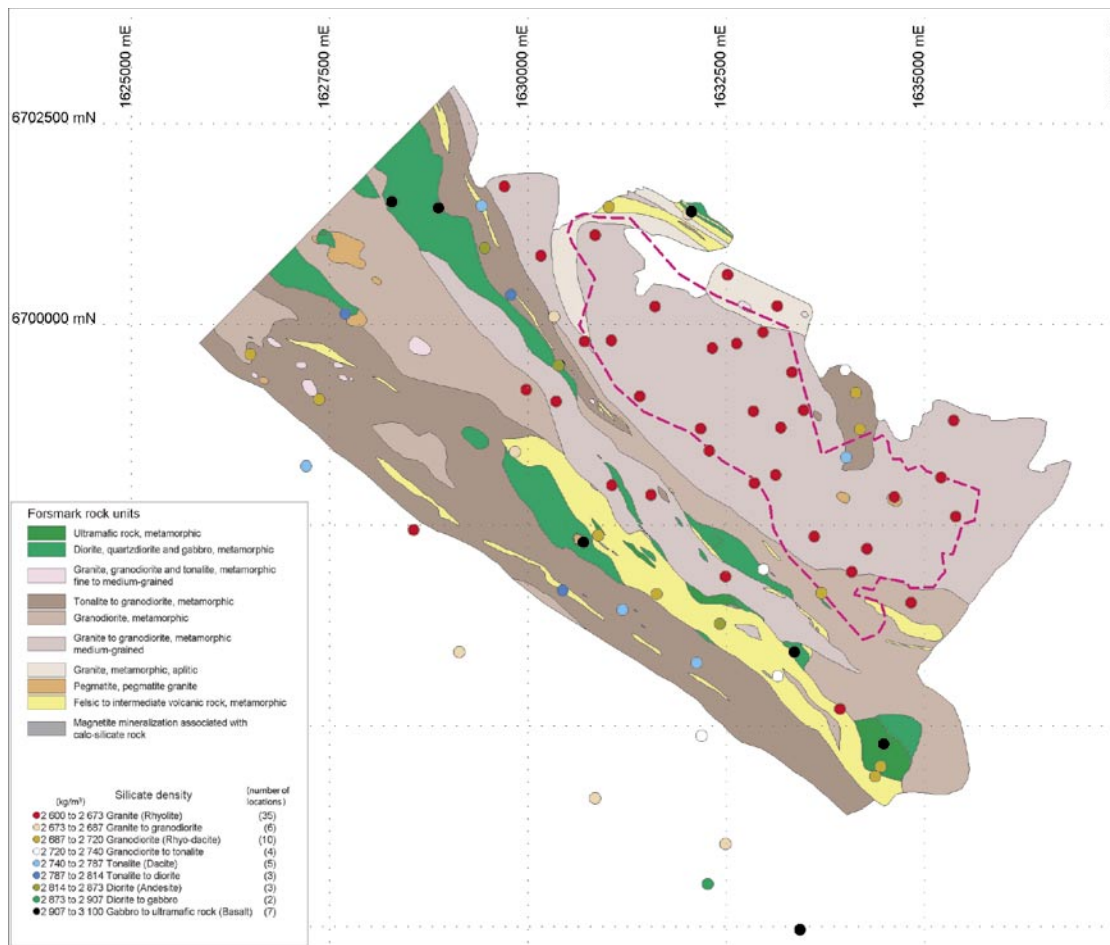 1625000 mE
1627500 mE
1630000 mE
1632500 mE
1635000 mE
6702500 mN
6700000 mN
Forsmark rock units
Ultramafic rock, metamorphic
Diorite, quartzdiorite and gabbro, metamorphic
Granite, granodiorite and tonalite, metamorphic
fine to medium-grained
Tonalite to granodiorite, metamorphic
Granodiorite, metamorphic
Granite to granodiorite, metamorphic
medium-grained
Granite, metamorphic, aplitic
Pegmatite, pegmatite granite
Felsic to intermediate volcanic rock, metamorphic
Magnetite mineralization associated with
calc-silicate rock
(kg/m³) Silicate density (number of
locations )
2 600 to 2 673 Granite (Rhyolite) (35)
2 673 to 2 687 Granite to granodiorite (6)
2 687 to 2 720 Granodiorite (Rhyo-dacite) (10)
2 720 to 2 740 Granodiorite to tonalite (4)
2 740 to 2 787 Tonalite (Dacite) (5)
2 787 to 2 814 Tonalite to diorite (3)
2 814 to 2 873 Diorite (Andesite) (3)
2 873 to 2 907 Diorite to gabbro (2)
2 907 to 3 100 Gabbro to ultramafic rock (Basalt) (7)